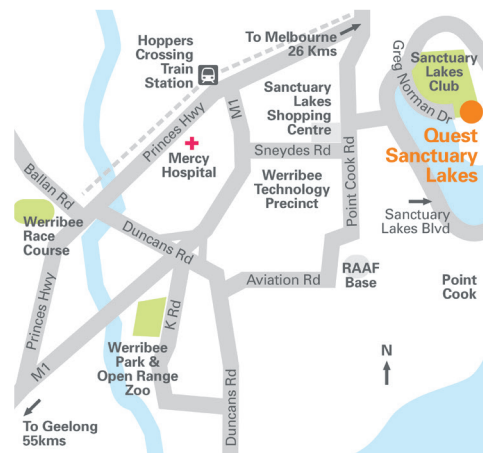 To Melbourne
26 Kms
Hoppers
Crossing
Train
Station
Sanctuary
Lakes
Club
Greg Norman Dr
Princes Hwy
M1
Sanctuary
Lakes
Shopping
Centre
Quest
Sanctuary
Lakes
Mercy
Hospital
Sneydes Rd
Point Cook Rd
Ballan Rd
Werribee
Technology
Precinct
Werribee
Race
Course
Duncans Rd
Sanctuary
Lakes Blvd
Princes Hwy
Aviation Rd
RAAF
Base
Point
Cook
K Rd
M1
Werribee
Park &
Open Range
Zoo
N
Duncans Rd
To Geelong
55kms